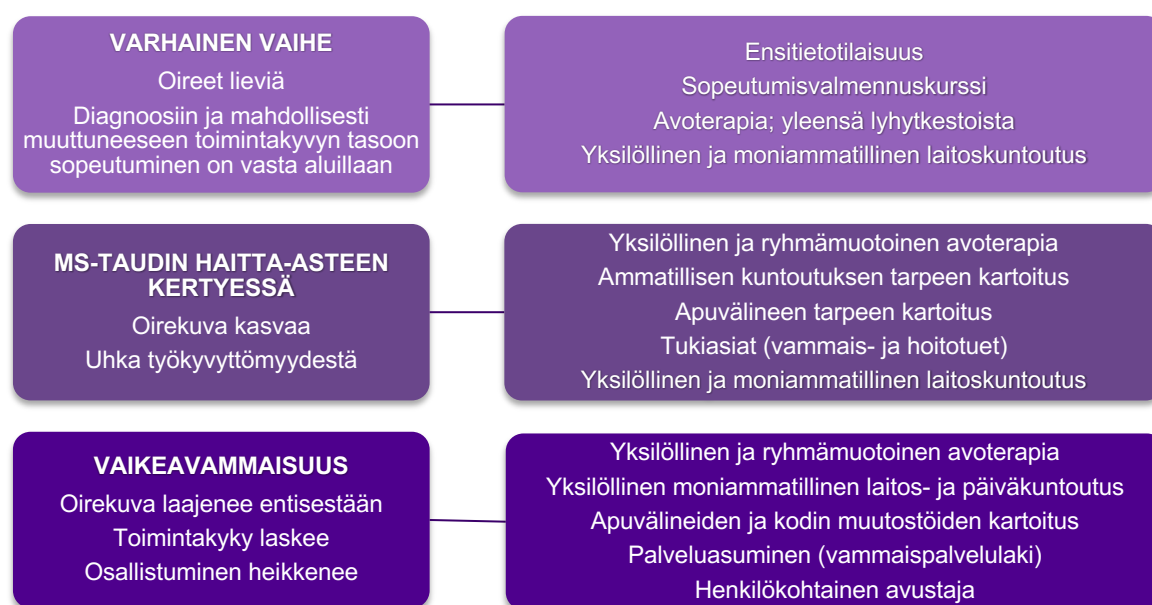 VARHAINEN VAIHE
Oireet lieviä
Diagnoosiin ja mahdollisesti
muuttuneeseen toimintakyvyn tasoon
sopeutuminen on vasta aluillaan
Ensitietotilaisuus
Sopeutumisvalmennuskurssi
Avoterapia; yleensä lyhytkestoista
Yksilöllinen ja moniammatillinen laitoskuntoutus
MS-TAUDIN HAITTA-ASTEEN
KERTYESSÄ
Oirekuva kasvaa
Uhka työkyvyttömyydestä
Yksilöllinen ja ryhmämuotoinen avoterapia
Ammatillisen kuntoutuksen tarpeen kartoitus
Apuvälineen tarpeen kartoitus
Tukiasiat (vammais- ja hoitotuet)
Yksilöllinen ja moniammatillinen laitoskuntoutus
VAIKEAVAMMAISUUS
Oirekuva laajenee entisestään
Toimintakyky laskee
Osallistuminen heikkenee
Yksilöllinen ja ryhmämuotoinen avoterapia
Yksilöllinen moniammatillinen laitos- ja päiväkuntoutus
Apuvälineiden ja kodin muutostöiden kartoitus
Palveluasuminen (vammaispalvelulaki)
Henkilökohtainen avustaja